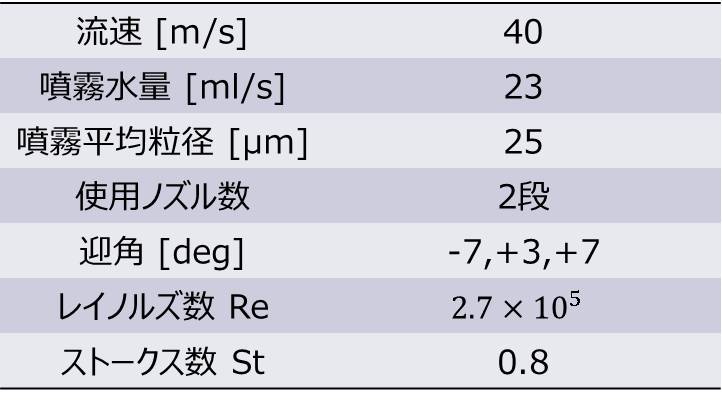 流速 [m/s] 40
噴霧水量 [ml/s] 23
噴霧平均粒径 [μm] 25
使用ノズル数 2段
迎角 [deg] -7,+3,+7
レイノルズ数 Re 2.7 × 10⁵
ストークス数 St 0.8